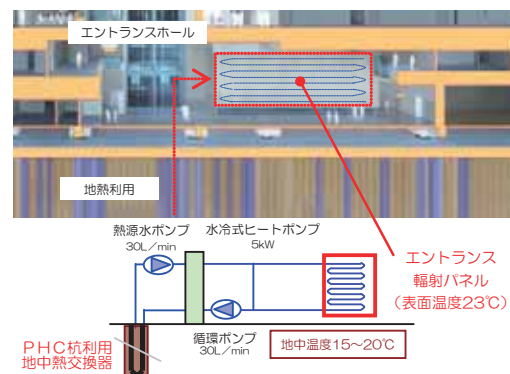 エントランスホール
地熱利用
熱源水ポンプ
30L/min
水冷式ヒートポンプ
5kW
エントランス
輻射パネル
（表面温度23℃）
循環ポンプ
30L/min
地中温度15～20℃
PHC杭利用
地中熱交換器